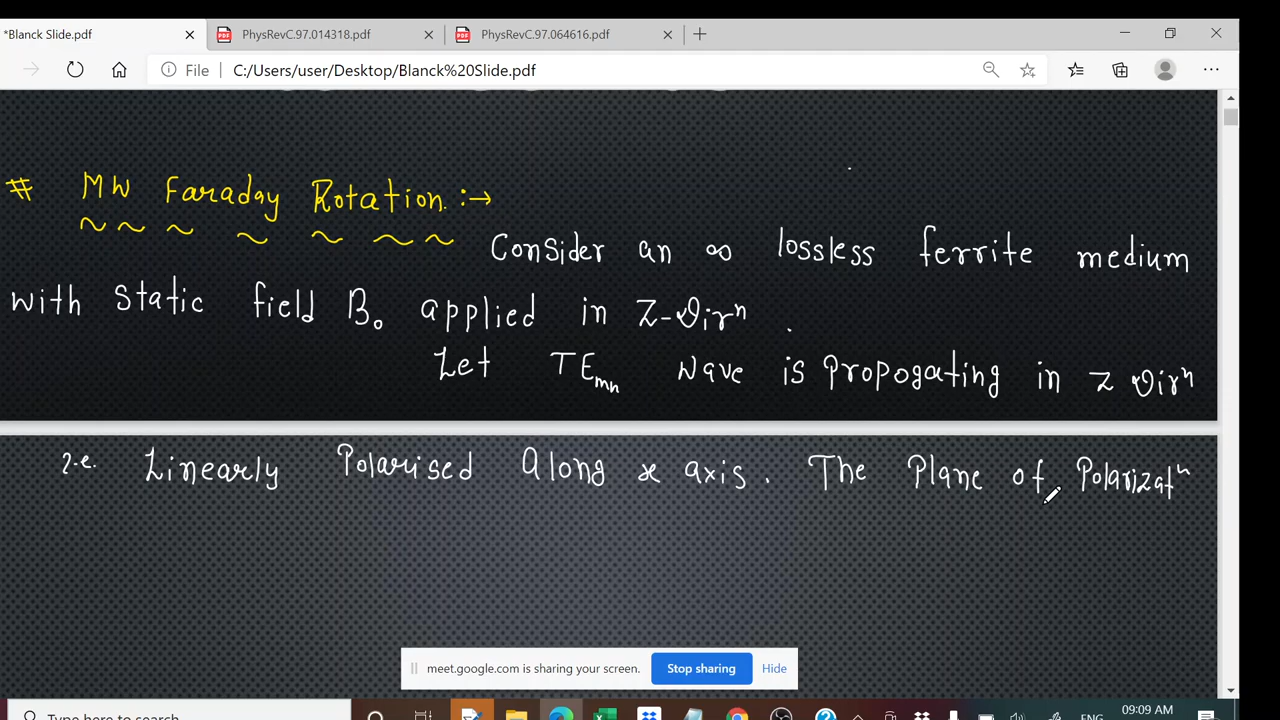 *Blanck Slide.pdf
PhysRevC.97.014318.pdf
PhysRevC.97.064616.pdf
File
C:/Users/user/Desktop/Blanck%20Slide.pdf
# MW Faraday Rotation :→
Consider an ∞ lossless ferrite medium
with static field B₀ applied in Z-Dirⁿ.
Let TEₘₙ wave is Propogating in z Dirⁿ
i.e. Linearly Polarised Along x axis. The Plane of Polarizatⁿ
meet.google.com is sharing your screen.
Stop sharing
Hide
Type here to search
ENG
09:09 AM